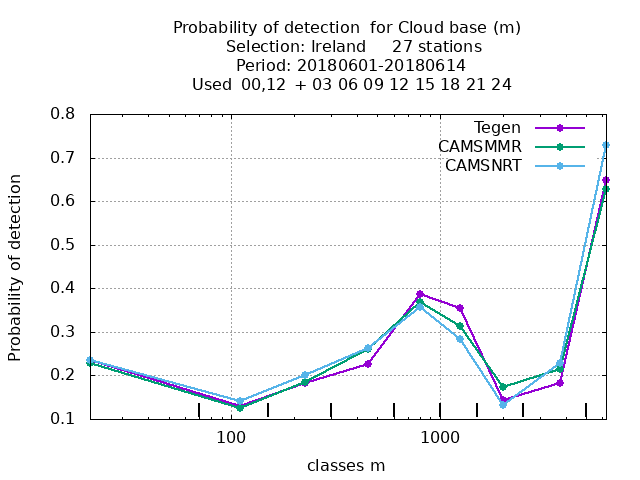 Probability of detection  for Cloud base (m)
Selection: Ireland     27 stations
Period: 20180601-20180614
Used  00,12  + 03 06 09 12 15 18 21 24
Tegen
CAMSMMR
CAMSNRT
Probability of detection
0.8
0.7
0.6
0.5
0.4
0.3
0.2
0.1
100
1000
classes m